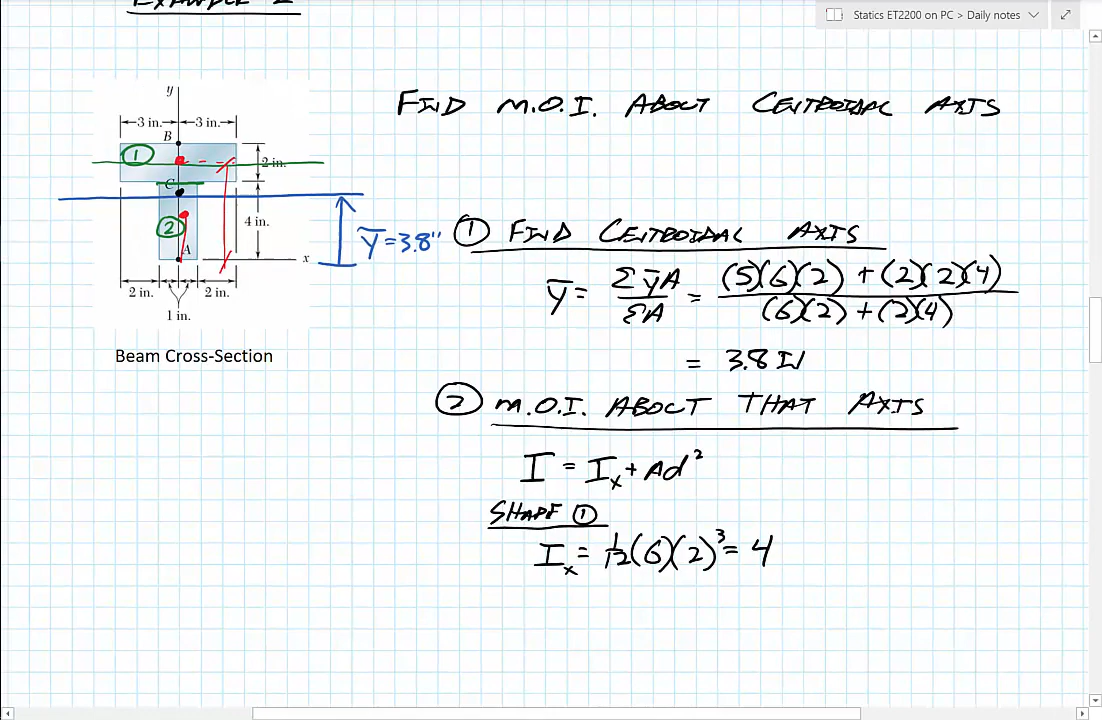 EXAMPLE 2
Statics ET2200 on PC > Daily notes
FIND M.O.I. ABOUT CENTROIDAL AXIS
y
3 in. 3 in.
B
① 2 in.
C
② 4 in.
A x
2 in. 2 in.
1 in.
Beam Cross-Section
Y̅=3.8"
① FIND CENTROIDAL AXIS
Y̅ = Σy̅A/ΣA = ((5)(6)(2) + (2)(2)(4))/((6)(2) + (2)(4))
= 3.8 IN
② M.O.I. ABOUT THAT AXIS
I = Iₓ + Ad²
SHAPE ①
Iₓ = 1/12(6)(2)³ = 4